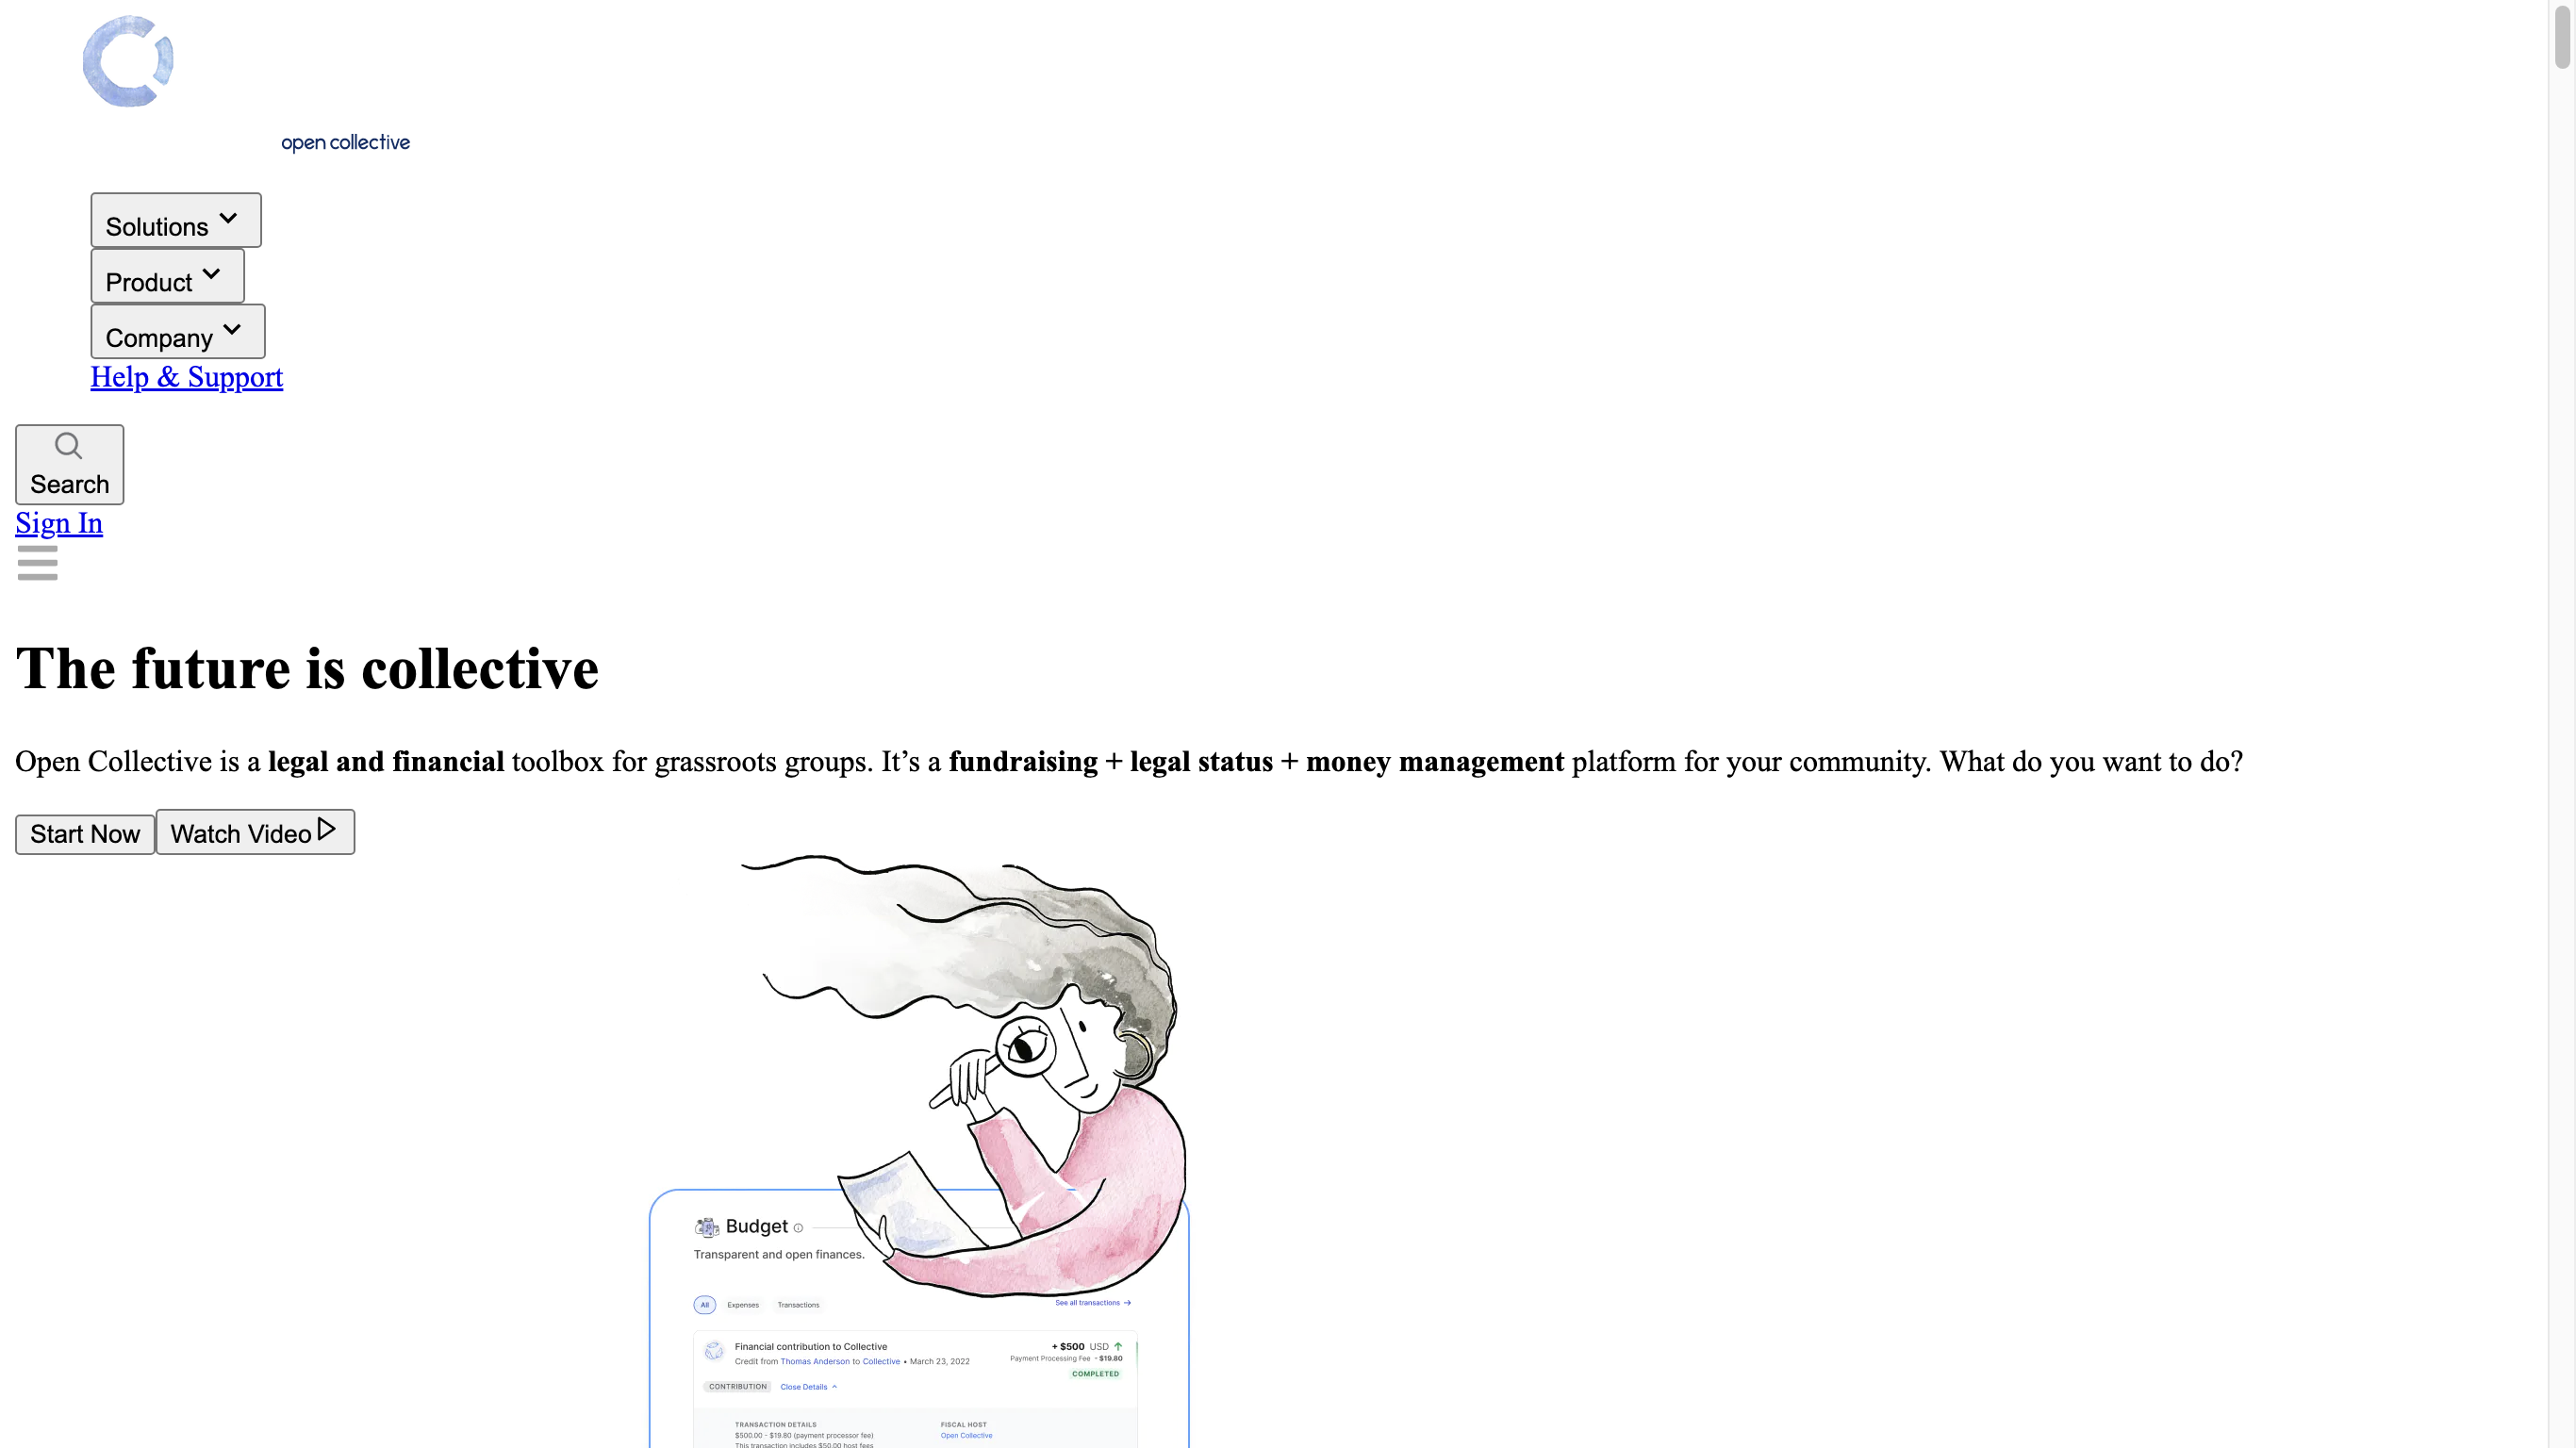 open collective
Solutions
Product
Company
Help & Support
Search
Sign In
The future is collective
Open Collective is a legal and financial toolbox for grassroots groups. It’s a fundraising + legal status + money management platform for your community. What do you want to do?
Start Now Watch Video
Budget
Transparent and open finances.
All Expenses Transactions See all transactions →
Financial contribution to Collective + $500 USD ↑
Credit from Thomas Anderson to Collective • March 23, 2022 Payment Processing Fee - $19.80
COMPLETED
CONTRIBUTION Close Details
TRANSACTION DETAILS FISCAL HOST
$500.00 - $19.80 (payment processor fee) Open Collective
This transaction includes $50.00 host fees